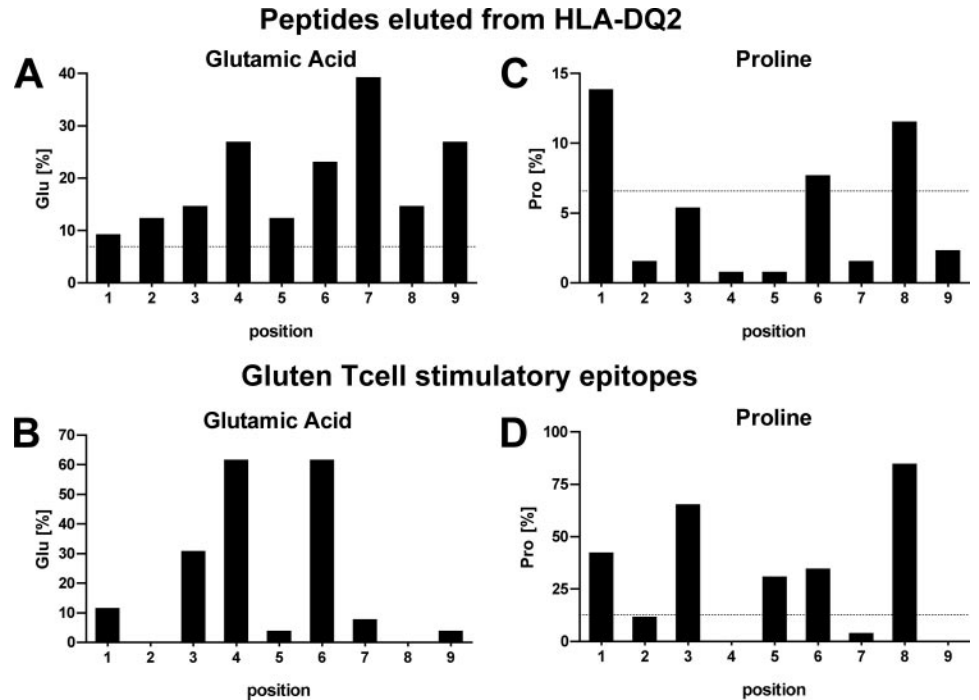 Peptides eluted from HLA-DQ2
A
Glutamic Acid
Glu [%]
40
30
20
10
0
1 2 3 4 5 6 7 8 9
position
C
Proline
Pro [%]
15
10
5
0
1 2 3 4 5 6 7 8 9
position
Gluten Tcell stimulatory epitopes
B
Glutamic Acid
Glu [%]
70
60
50
40
30
20
10
0
1 2 3 4 5 6 7 8 9
position
D
Proline
Pro [%]
100
75
50
25
0
1 2 3 4 5 6 7 8 9
position